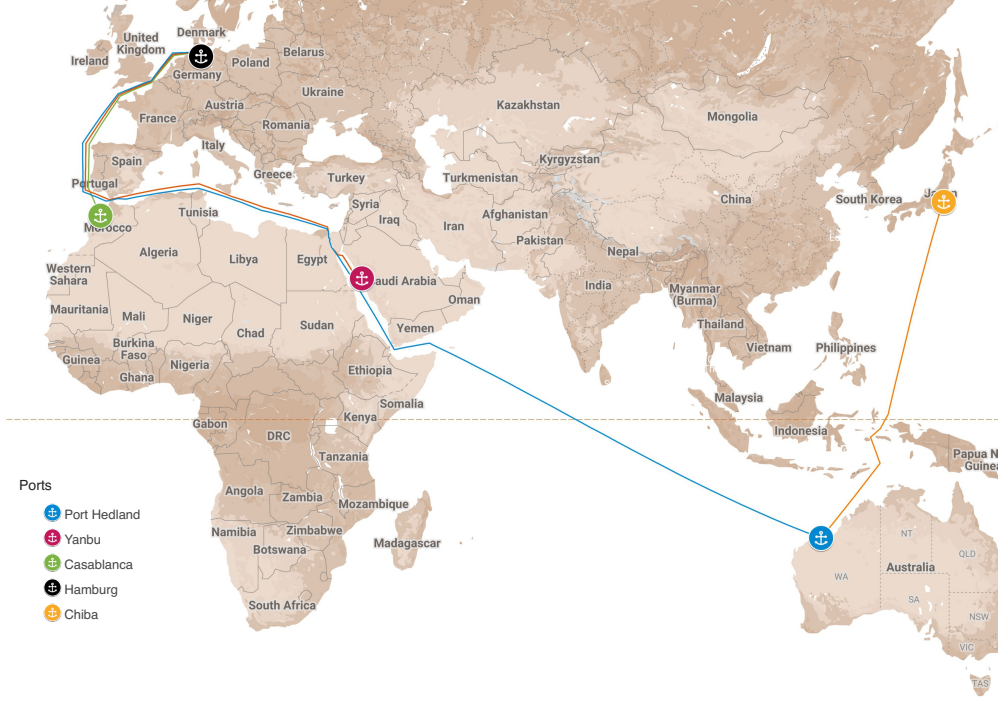 Denmark
United
Kingdom
Ireland
Belarus
Poland
Germany
Ukraine
Kazakhstan
Austria
France
Mongolia
Romania
Italy
Spain
Kyrgyzstan
Greece
Turkey
Turkmenistan
Portugal
South Korea
China
Syria
Tunisia
Afghanistan
Iraq
Iran
Morocco
Pakistan
Algeria
Nepal
Libya
Egypt
Western
Sahara
audi Arabia
India
Myanmar
(Burma)
Oman
Mauritania
Mali
Niger
Sudan
Yemen
Thailand
Chad
Burkina
Faso
Vietnam
Philippines
Guinea
Nigeria
Ethiopia
Ghana
Malaysia
Somalia
Kenya
Gabon
Indonesia
DRC
Tanzania
Papua N
Guine
Ports
Angola
Zambia
Mozambique
Port Hedland
Namibia
Zimbabwe
NT
Yanbu
Madagascar
Botswana
QLD
Casablanca
Australia
WA
Hamburg
SA
South Africa
Chiba
NSW
VIC
TAS